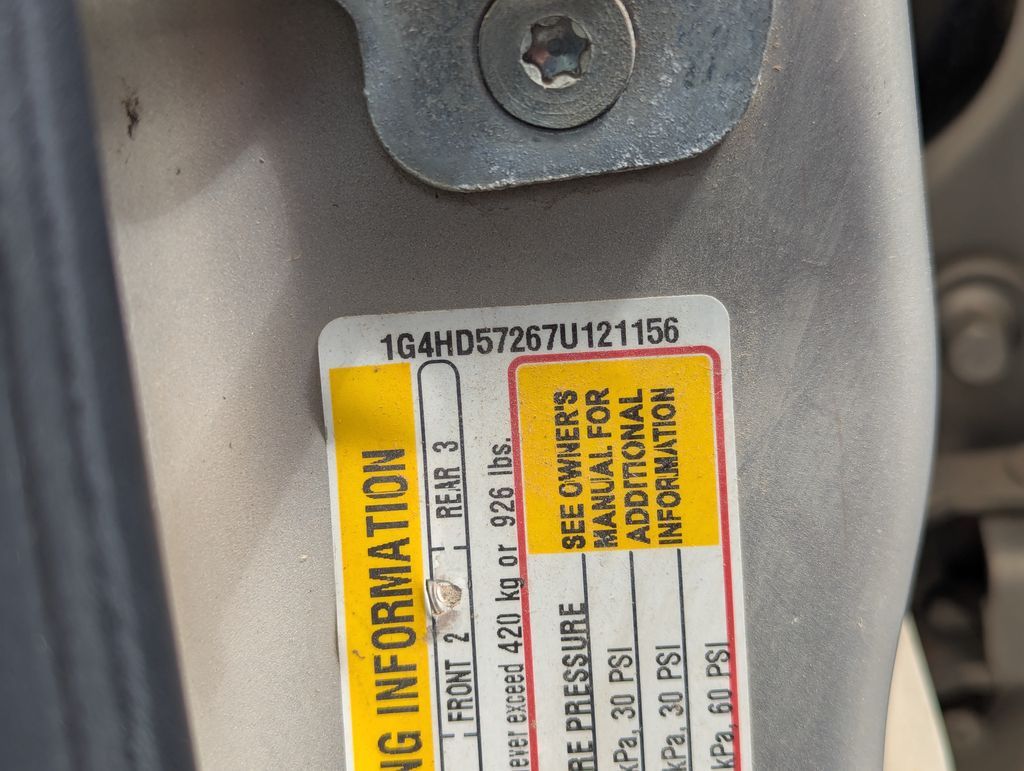 1G4HD57267U121156
NG INFORMATION
FRONT 2 REAR 3
ever exceed 420 kg or 926 lbs.
RE PRESSURE
kPa, 30 PSI
kPa, 30 PSI
kPa, 60 PSI
SEE OWNER'S
MANUAL FOR
ADDITIONAL
INFORMATION